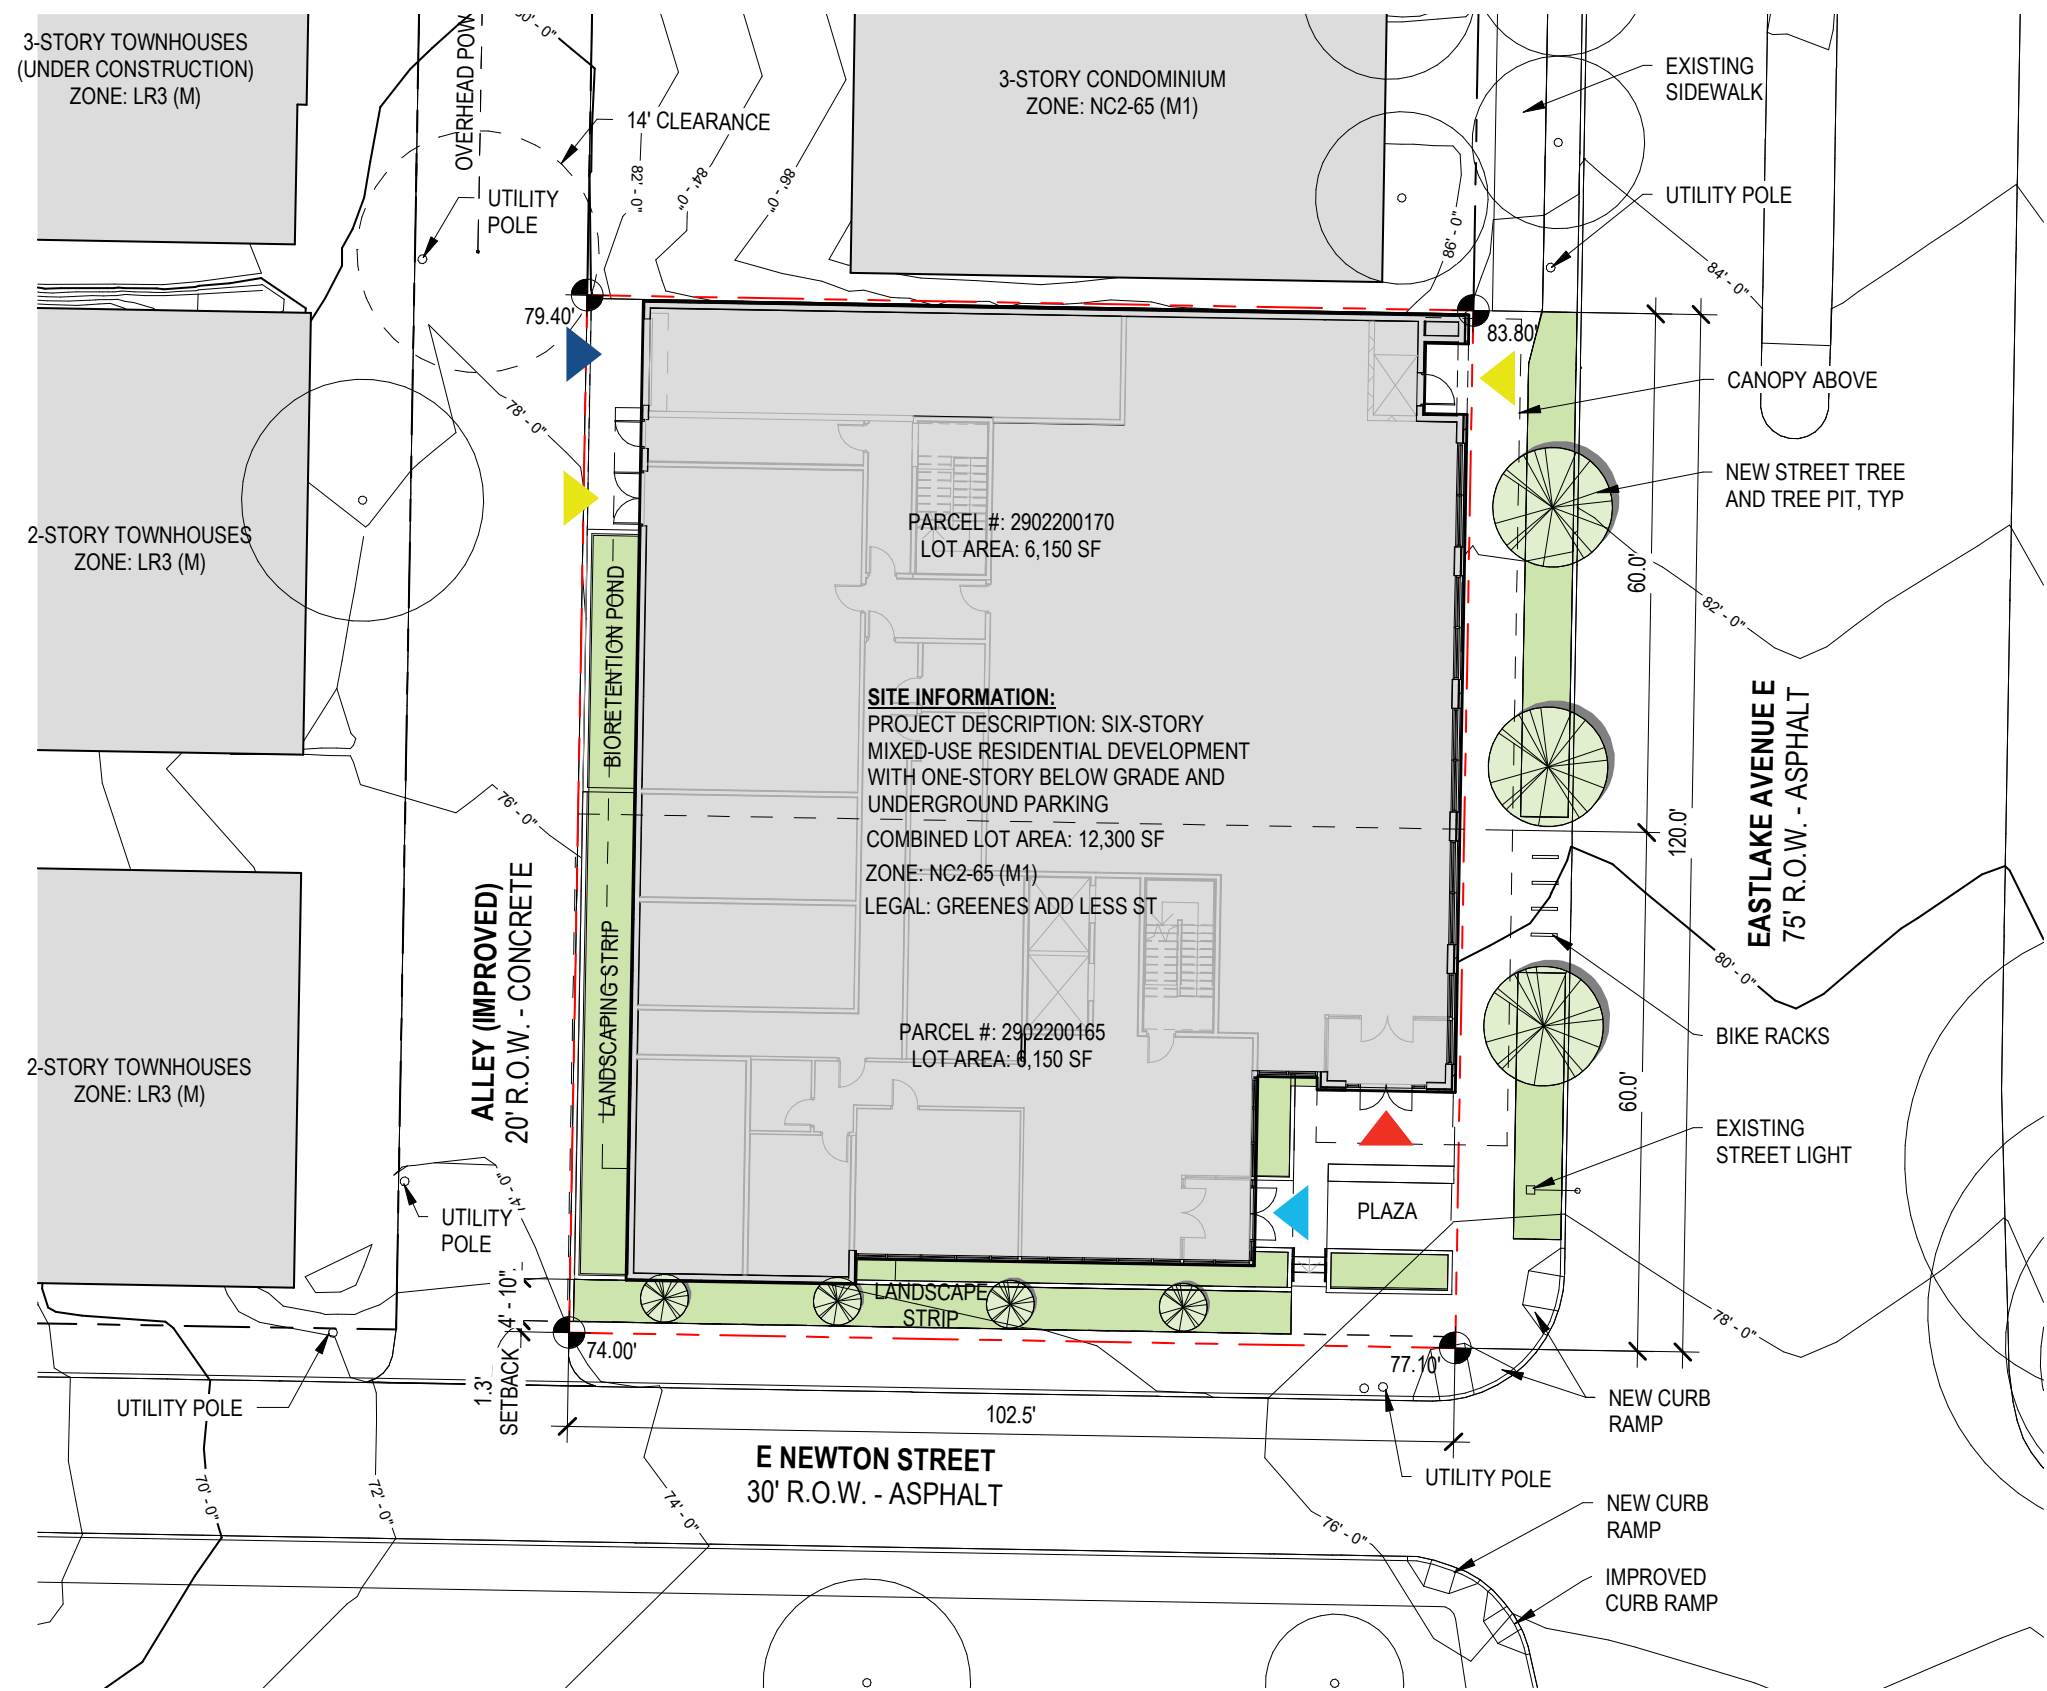 3-STORY TOWNHOUSES
(UNDER CONSTRUCTION)
ZONE: LR3 (M)
OVERHEAD POW
14' CLEARANCE
UTILITY
POLE
82' - 0"
84' - 0"
86' - 0"
3-STORY CONDOMINIUM
ZONE: NC2-65 (M1)
EXISTING
SIDEWALK
UTILITY POLE
86' - 0"
84' - 0"
79.40'
83.80'
CANOPY ABOVE
78' - 0"
NEW STREET TREE
AND TREE PIT, TYP
2-STORY TOWNHOUSES
ZONE: LR3 (M)
PARCEL #: 2902200170
LOT AREA: 6,150 SF
60.0'
82' - 0"
BIORETENTION POND
SITE INFORMATION:
PROJECT DESCRIPTION: SIX-STORY
MIXED-USE RESIDENTIAL DEVELOPMENT
WITH ONE-STORY BELOW GRADE AND
UNDERGROUND PARKING
COMBINED LOT AREA: 12,300 SF
ZONE: NC2-65 (M1)
LEGAL: GREENES ADD LESS ST
76' - 0"
120.0'
EASTLAKE AVENUE E
75' R.O.W. - ASPHALT
ALLEY (IMPROVED)
20' R.O.W. - CONCRETE
LANDSCAPING STRIP
80' - 0"
BIKE RACKS
PARCEL #: 2902200165
LOT AREA: 6,150 SF
2-STORY TOWNHOUSES
ZONE: LR3 (M)
60.0'
EXISTING
STREET LIGHT
74' - 0"
UTILITY
POLE
PLAZA
4' - 10"
LANDSCAPE
STRIP
78' - 0"
74.00'
77.10'
1.3'
SETBACK
UTILITY POLE
NEW CURB
RAMP
102.5'
E NEWTON STREET
30' R.O.W. - ASPHALT
UTILITY POLE
70' - 0"
72' - 0"
74' - 0"
76' - 0"
NEW CURB
RAMP
IMPROVED
CURB RAMP